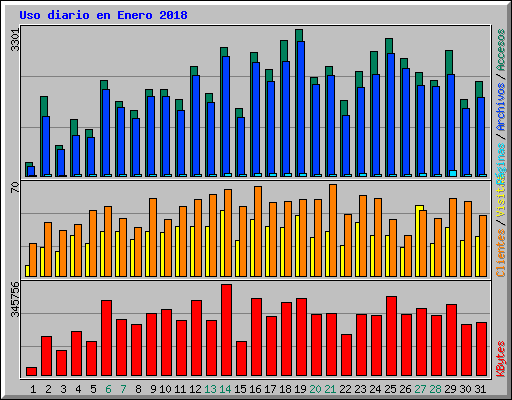 Uso diario en Enero 2018
3301
70
345756
Accesos
/ Archivos /
Páginas
Visitas
Clientes /
KBytes
1 2 3 4 5 6 7 8 9 10 11 12 13 14 15 16 17 18 19 20 21 22 23 24 25 26 27 28 29 30 31